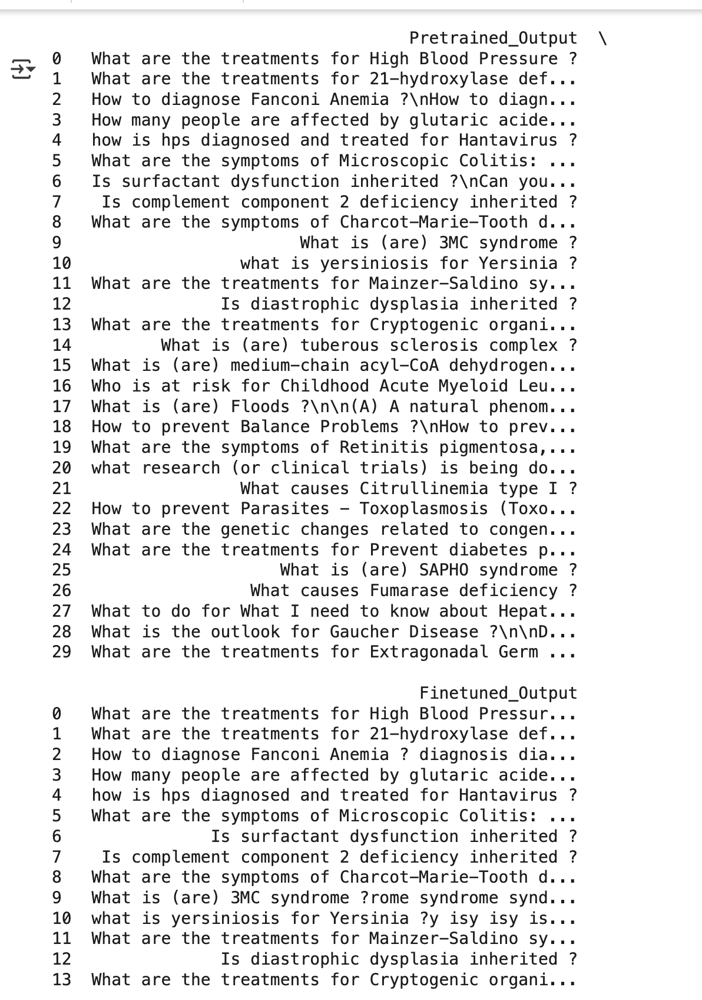 Pretrained_Output  \
0   What are the treatments for High Blood Pressure ?
1   What are the treatments for 21-hydroxylase def...
2   How to diagnose Fanconi Anemia ?\nHow to diagn...
3   How many people are affected by glutaric acide...
4   how is hps diagnosed and treated for Hantavirus ?
5   What are the symptoms of Microscopic Colitis: ...
6   Is surfactant dysfunction inherited ?\nCan you...
7   Is complement component 2 deficiency inherited ?
8   What are the symptoms of Charcot-Marie-Tooth d...
9   What is (are) 3MC syndrome ?
10  what is yersiniosis for Yersinia ?
11  What are the treatments for Mainzer-Saldino sy...
12  Is diastrophic dysplasia inherited ?
13  What are the treatments for Cryptogenic organi...
14  What is (are) tuberous sclerosis complex ?
15  What is (are) medium-chain acyl-CoA dehydrogen...
16  Who is at risk for Childhood Acute Myeloid Leu...
17  What is (are) Floods ?\n\n(A) A natural phenom...
18  How to prevent Balance Problems ?\nHow to prev...
19  What are the symptoms of Retinitis pigmentosa,...
20  what research (or clinical trials) is being do...
21  What causes Citrullinemia type I ?
22  How to prevent Parasites - Toxoplasmosis (Toxo...
23  What are the genetic changes related to congen...
24  What are the treatments for Prevent diabetes p...
25  What is (are) SAPHO syndrome ?
26  What causes Fumarase deficiency ?
27  What to do for What I need to know about Hepat...
28  What is the outlook for Gaucher Disease ?\n\nD...
29  What are the treatments for Extragonadal Germ ...
Finetuned_Output
0   What are the treatments for High Blood Pressur...
1   What are the treatments for 21-hydroxylase def...
2   How to diagnose Fanconi Anemia ? diagnosis dia...
3   How many people are affected by glutaric acide...
4   how is hps diagnosed and treated for Hantavirus ?
5   What are the symptoms of Microscopic Colitis: ...
6   Is surfactant dysfunction inherited ?
7   Is complement component 2 deficiency inherited ?
8   What are the symptoms of Charcot-Marie-Tooth d...
9   What is (are) 3MC syndrome ?rome syndrome synd...
10  what is yersiniosis for Yersinia ?y isy isy is...
11  What are the treatments for Mainzer-Saldino sy...
12  Is diastrophic dysplasia inherited ?
13  What are the treatments for Cryptogenic organi...